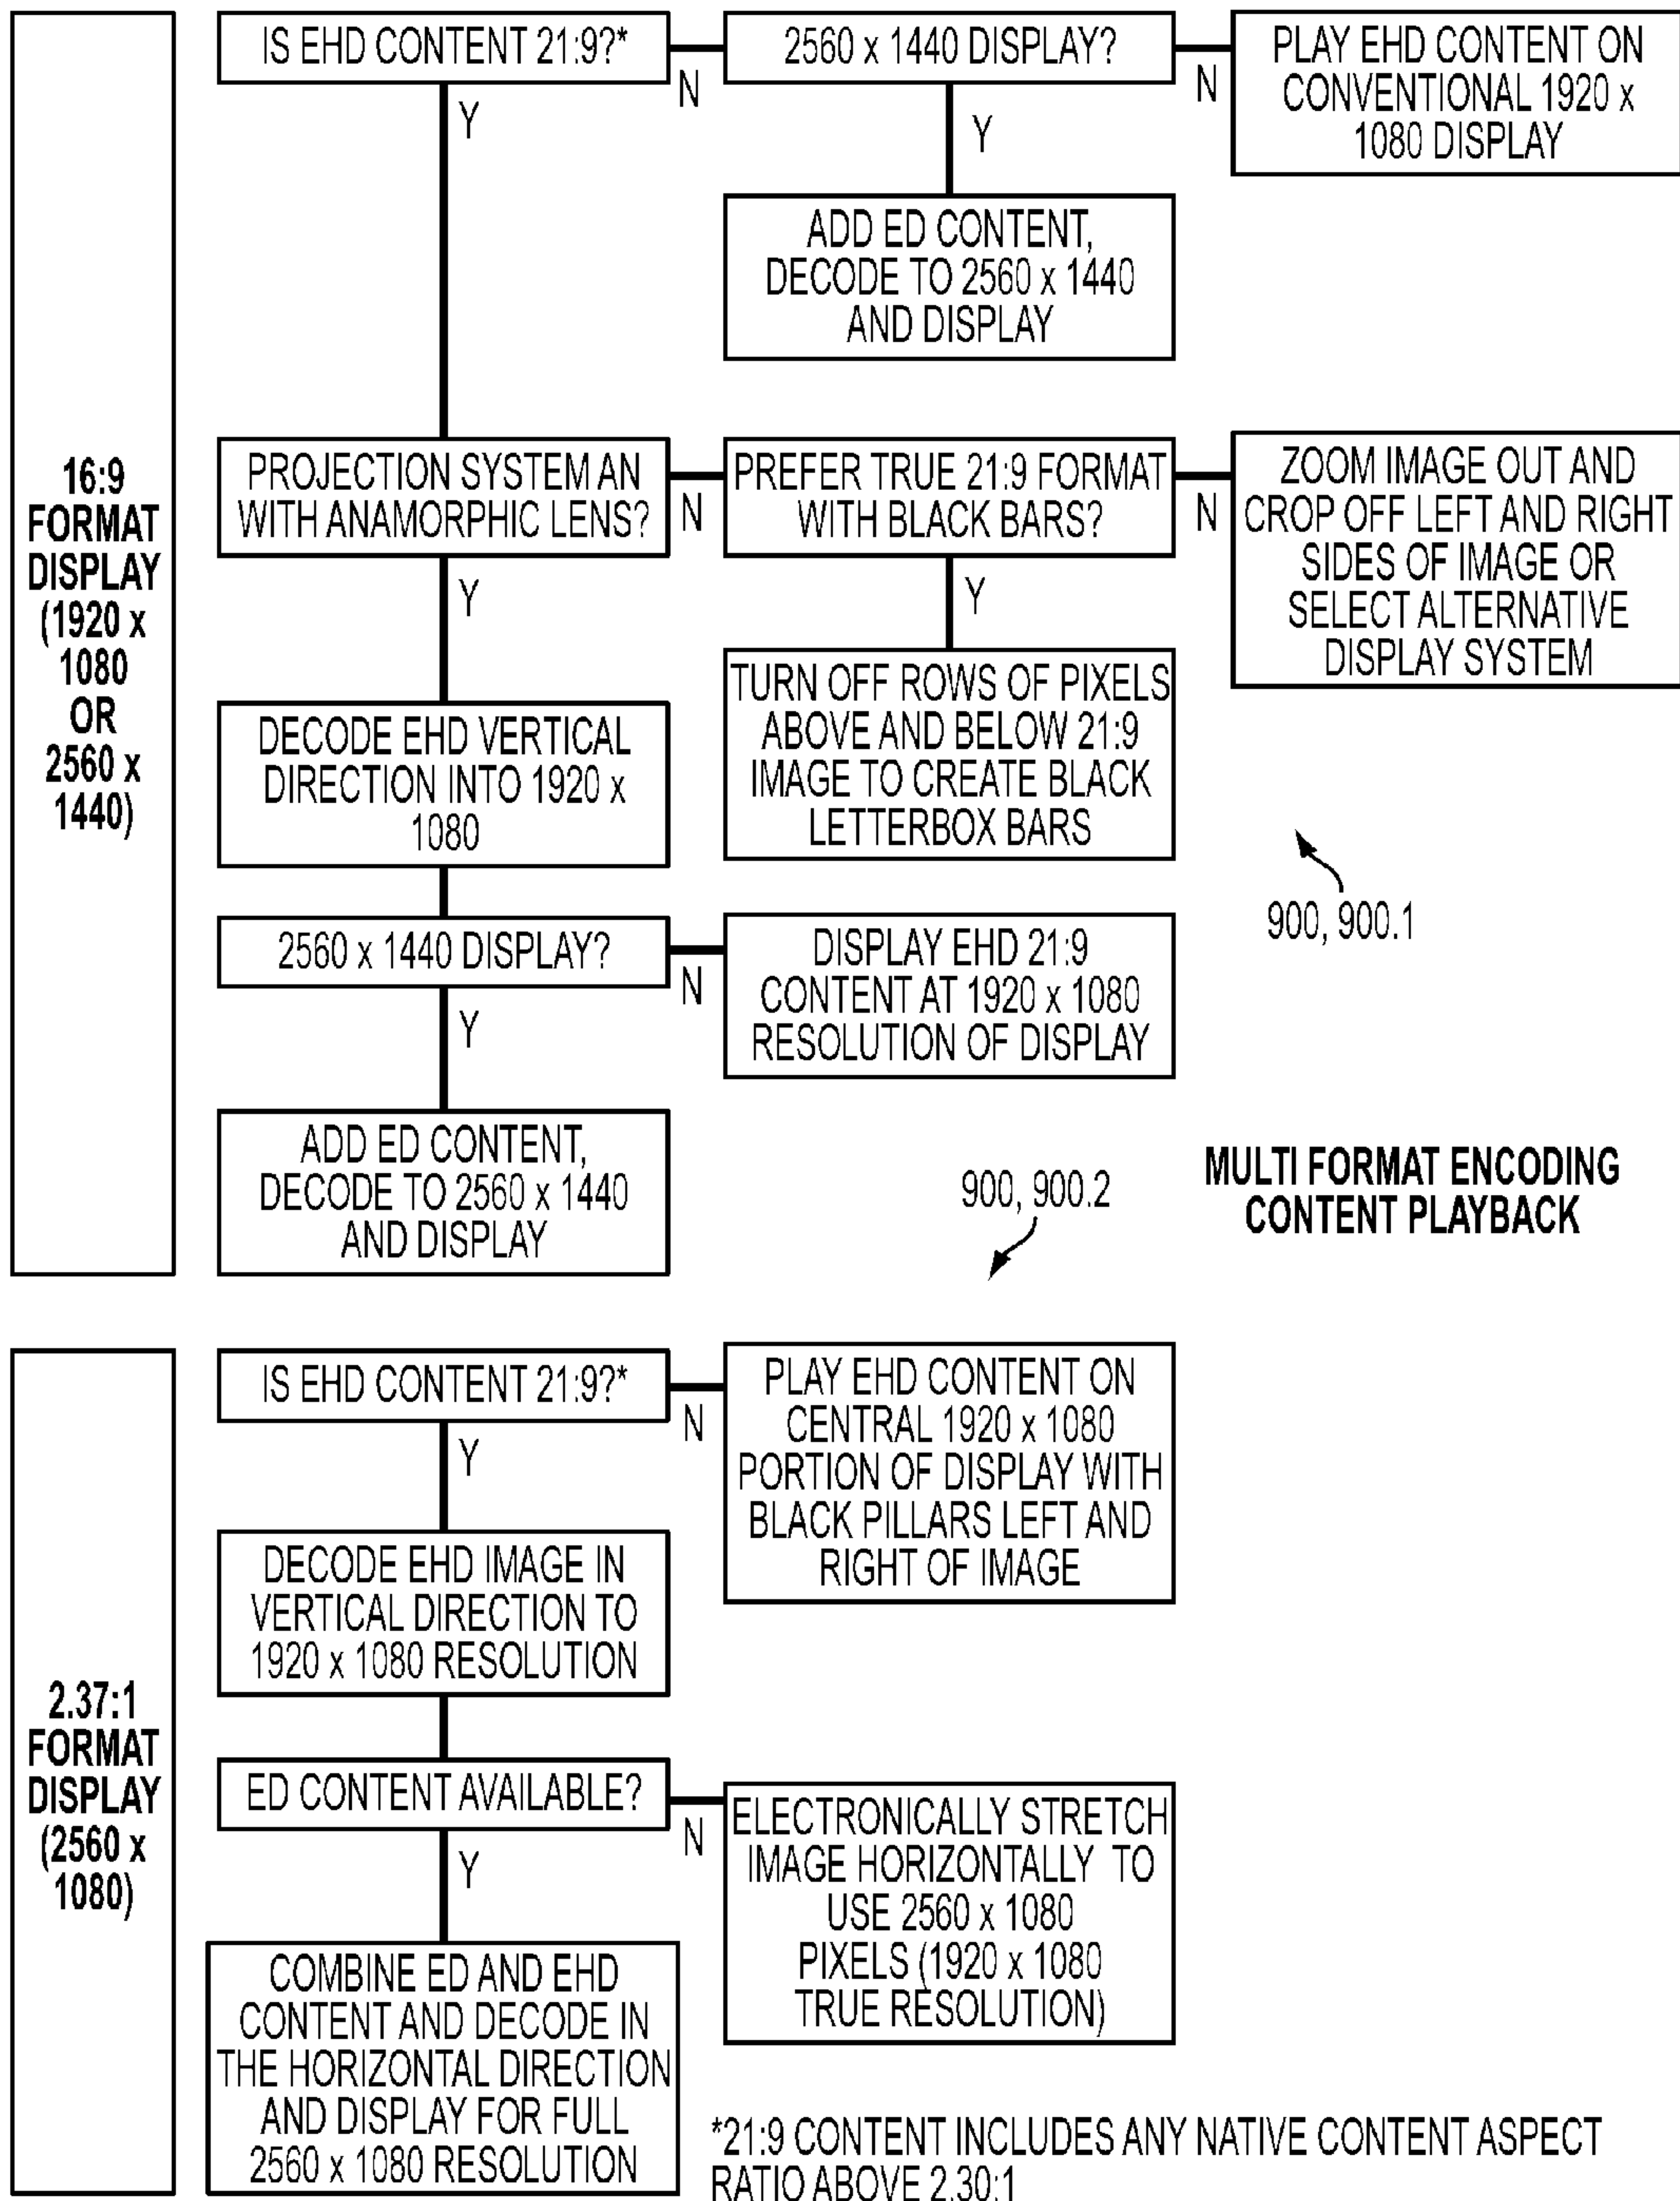 16:9
FORMAT
DISPLAY
(1920 x
1080
OR
2560 x
1440)
IS EHD CONTENT 21:9?*
N
Y
2560 x 1440 DISPLAY?
N
Y
PLAY EHD CONTENT ON
CONVENTIONAL 1920 x
1080 DISPLAY
ADD ED CONTENT,
DECODE TO 2560 x 1440
AND DISPLAY
PROJECTION SYSTEM AN
WITH ANAMORPHIC LENS?
N
Y
PREFER TRUE 21:9 FORMAT
WITH BLACK BARS?
N
Y
ZOOM IMAGE OUT AND
CROP OFF LEFT AND RIGHT
SIDES OF IMAGE OR
SELECT ALTERNATIVE
DISPLAY SYSTEM
TURN OFF ROWS OF PIXELS
ABOVE AND BELOW 21:9
IMAGE TO CREATE BLACK
LETTERBOX BARS
DECODE EHD VERTICAL
DIRECTION INTO 1920 x
1080
900, 900.1
2560 x 1440 DISPLAY?
N
Y
DISPLAY EHD 21:9
CONTENT AT 1920 x 1080
RESOLUTION OF DISPLAY
ADD ED CONTENT,
DECODE TO 2560 x 1440
AND DISPLAY
900, 900.2
MULTI FORMAT ENCODING
CONTENT PLAYBACK
2.37:1
FORMAT
DISPLAY
(2560 x
1080)
IS EHD CONTENT 21:9?*
N
Y
PLAY EHD CONTENT ON
CENTRAL 1920 x 1080
PORTION OF DISPLAY WITH
BLACK PILLARS LEFT AND
RIGHT OF IMAGE
DECODE EHD IMAGE IN
VERTICAL DIRECTION TO
1920 x 1080 RESOLUTION
ED CONTENT AVAILABLE?
N
Y
ELECTRONICALLY STRETCH
IMAGE HORIZONTALLY TO
USE 2560 x 1080
PIXELS (1920 x 1080
TRUE RESOLUTION)
COMBINE ED AND EHD
CONTENT AND DECODE IN
THE HORIZONTAL DIRECTION
AND DISPLAY FOR FULL
2560 x 1080 RESOLUTION
*21:9 CONTENT INCLUDES ANY NATIVE CONTENT ASPECT
RATIO ABOVE 2.30:1